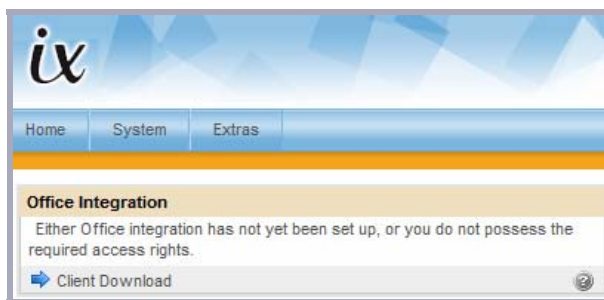 ix
Home System Extras
Office Integration
Either Office integration has not yet been set up, or you do not possess the
required access rights.
Client Download
?